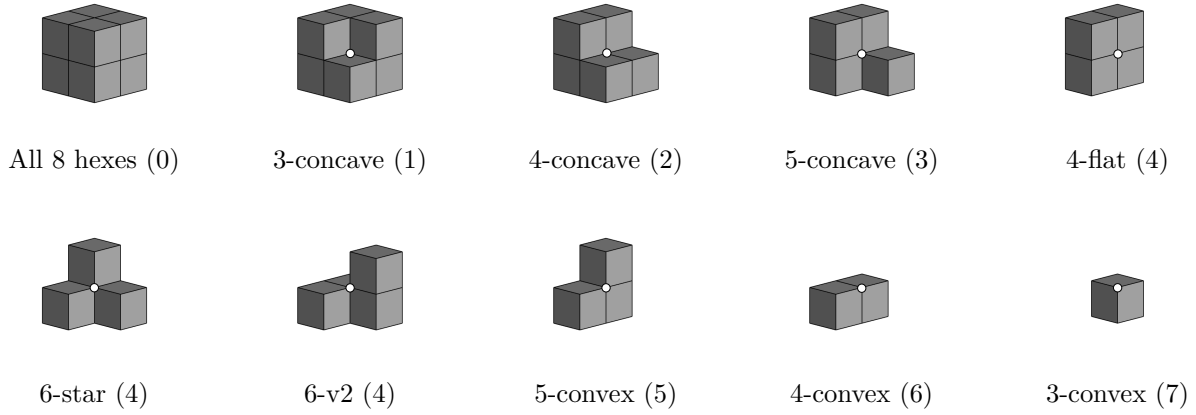 All 8 hexes (0) 3-concave (1) 4-concave (2) 5-concave (3) 4-flat (4)
6-star (4) 6-v2 (4) 5-convex (5) 4-convex (6) 3-convex (7)